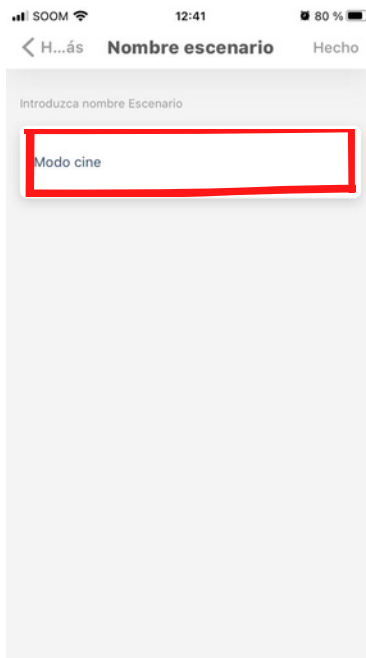 SOOM 12:41 80 %
H...ás Nombre escenario Hecho
Introduzca nombre Escenario
Modo cine